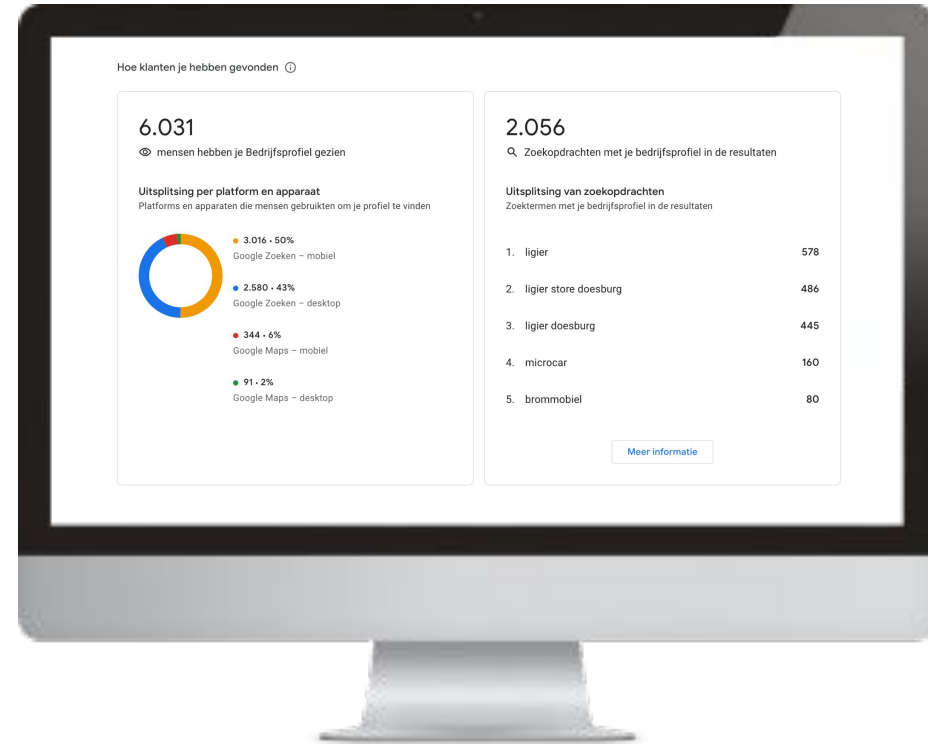 Hoe klanten je hebben gevonden
6.031
mensen hebben je Bedrijfsprofiel gezien
Uitsplitsing per platform en apparaat
Platforms en apparaten die mensen gebruikten om je profiel te vinden
3.016 • 50%
Google Zoeken – mobiel
2.580 • 43%
Google Zoeken – desktop
344 • 6%
Google Maps – mobiel
91 • 2%
Google Maps – desktop
2.056
Zoekopdrachten met je bedrijfsprofiel in de resultaten
Uitsplitsing van zoekopdrachten
Zoektermen met je bedrijfsprofiel in de resultaten
1. ligier 578
2. ligier store doesburg 486
3. ligier doesburg 445
4. microcar 160
5. brommobiel 80
Meer informatie